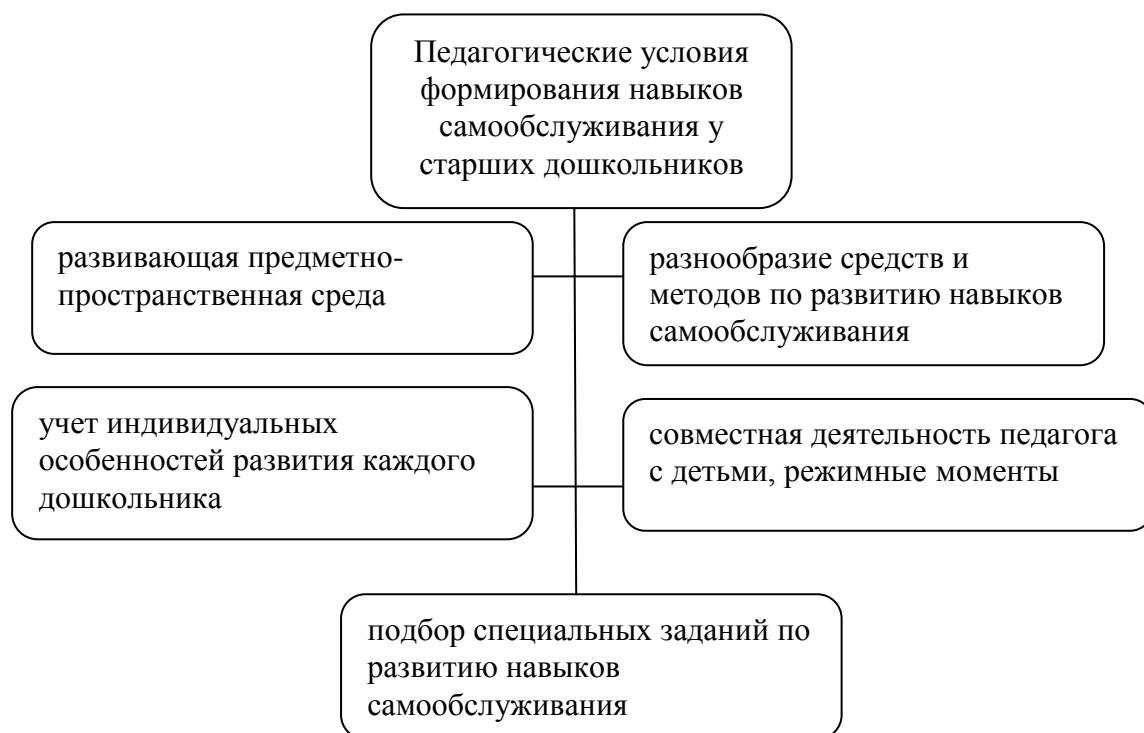 Педагогические условия
формирования навыков
самообслуживания у
старших дошкольников
развивающая предметно-
пространственная среда
разнообразие средств и
методов по развитию навыков
самообслуживания
учет индивидуальных
особенностей развития каждого
дошкольника
совместная деятельность педагога
с детьми, режимные моменты
подбор специальных заданий по
развитию навыков
самообслуживания